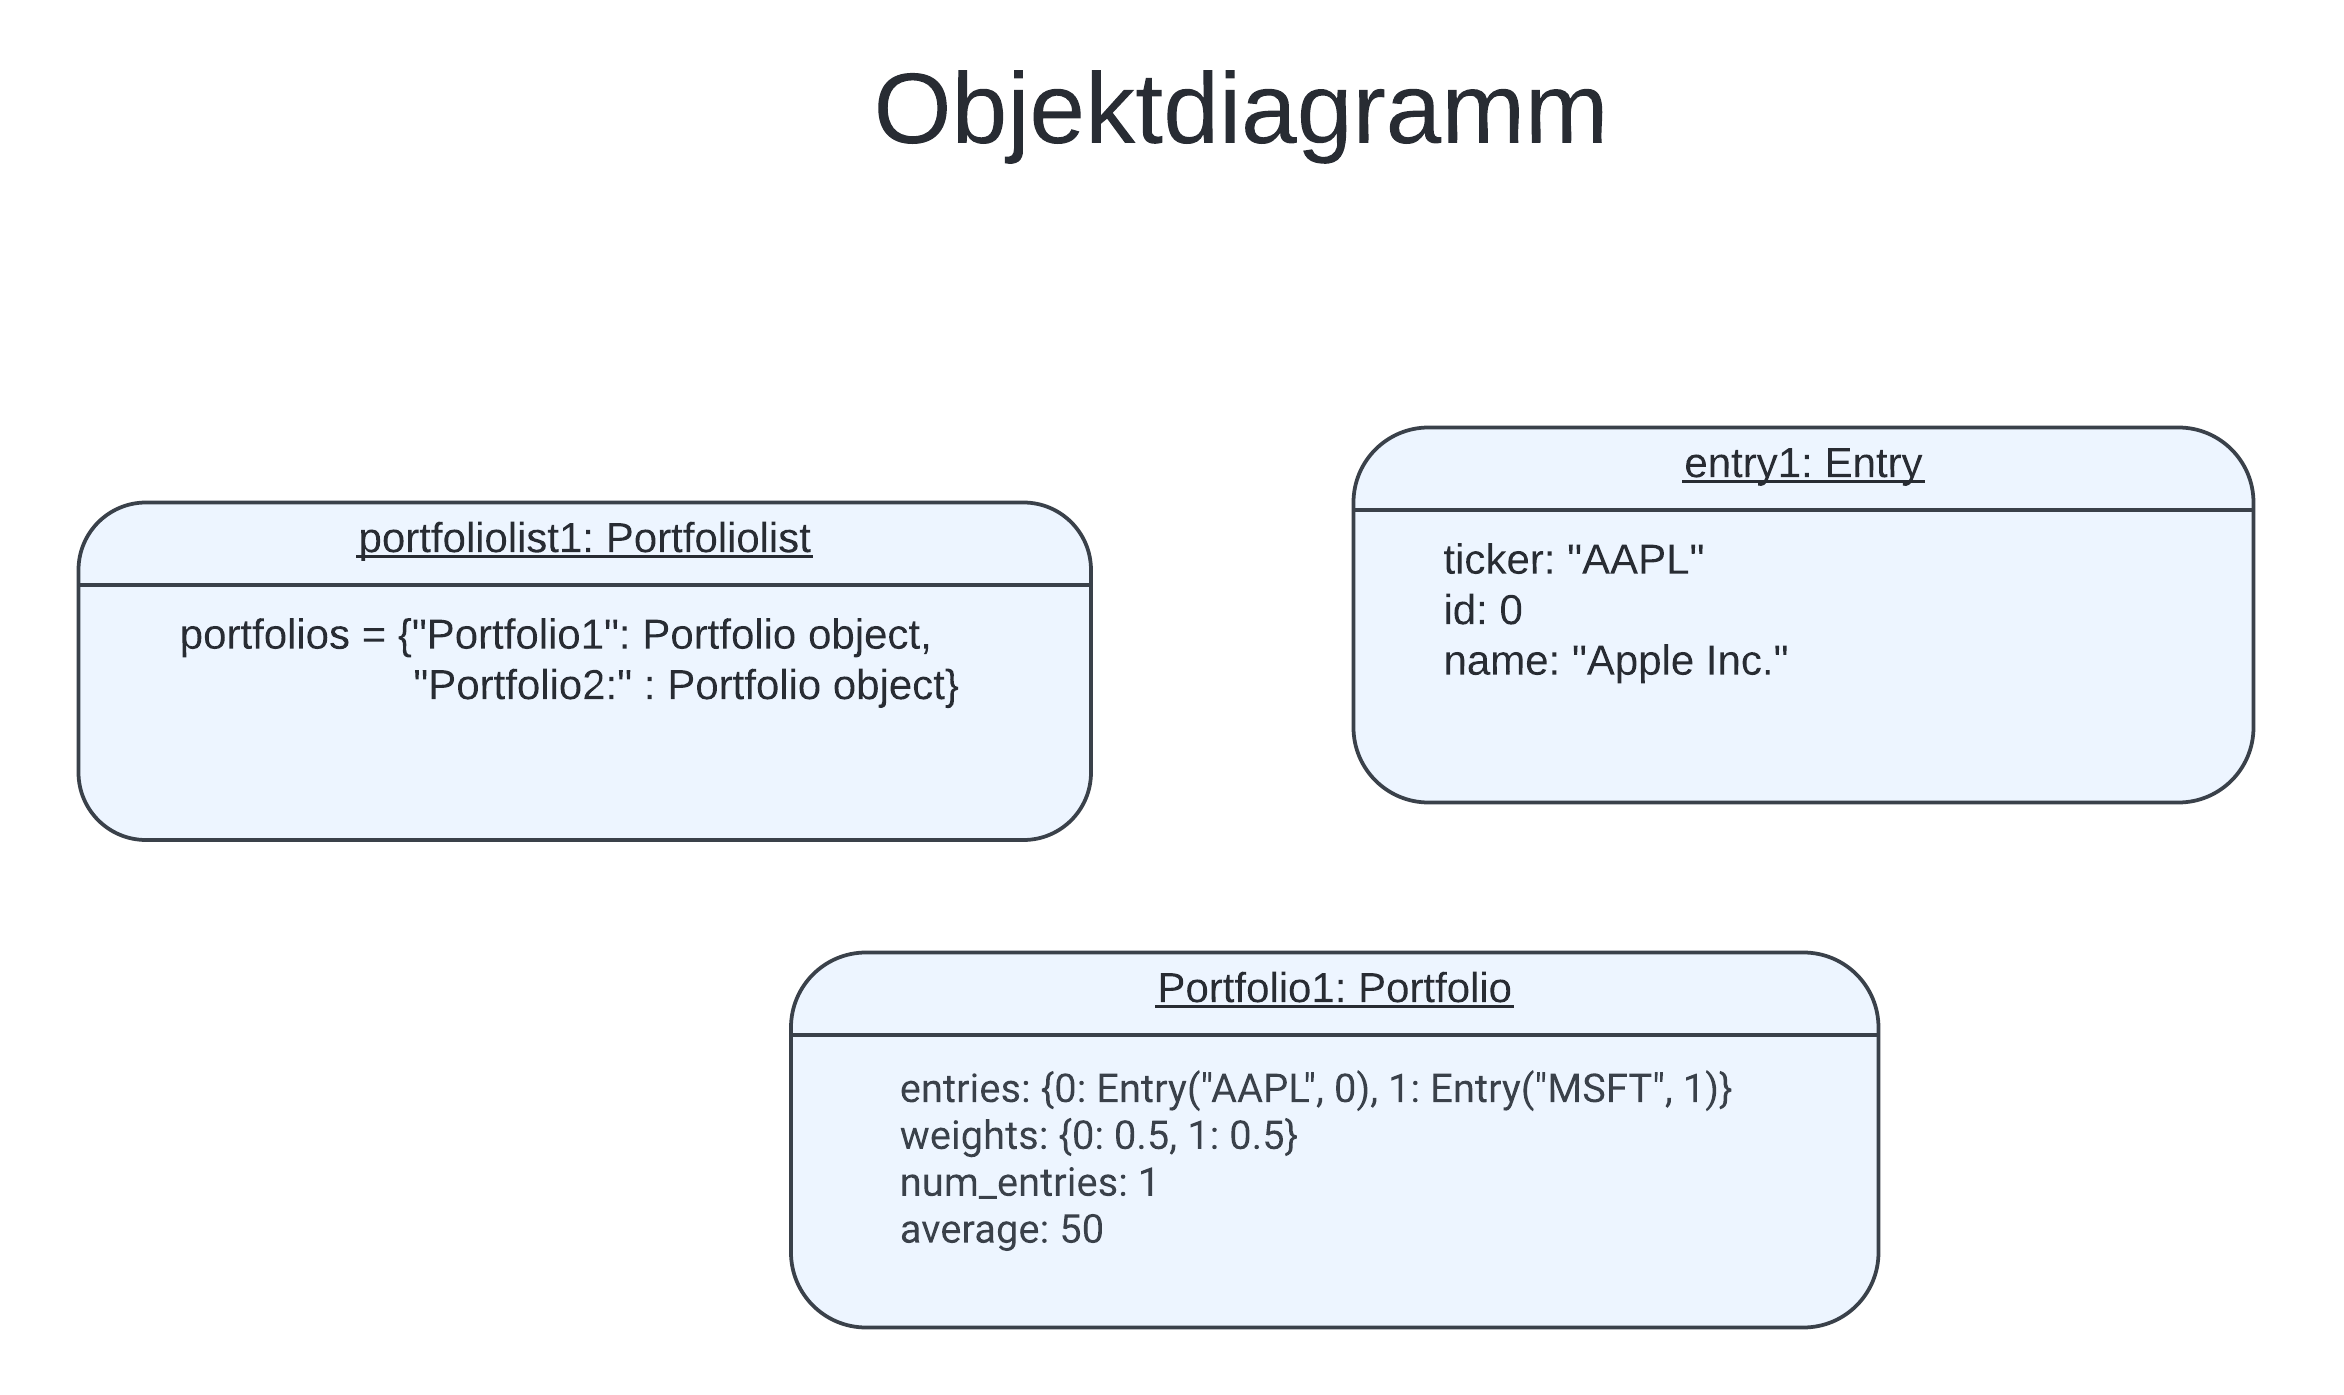 Objektdiagramm
portfoliolist1: Portfoliolist
portfolios = {"Portfolio1": Portfolio object,
"Portfolio2:" : Portfolio object}
entry1: Entry
ticker: "AAPL"
id: 0
name: "Apple Inc."
Portfolio1: Portfolio
entries: {0: Entry("AAPL", 0), 1: Entry("MSFT", 1)}
weights: {0: 0.5, 1: 0.5}
num_entries: 1
average: 50